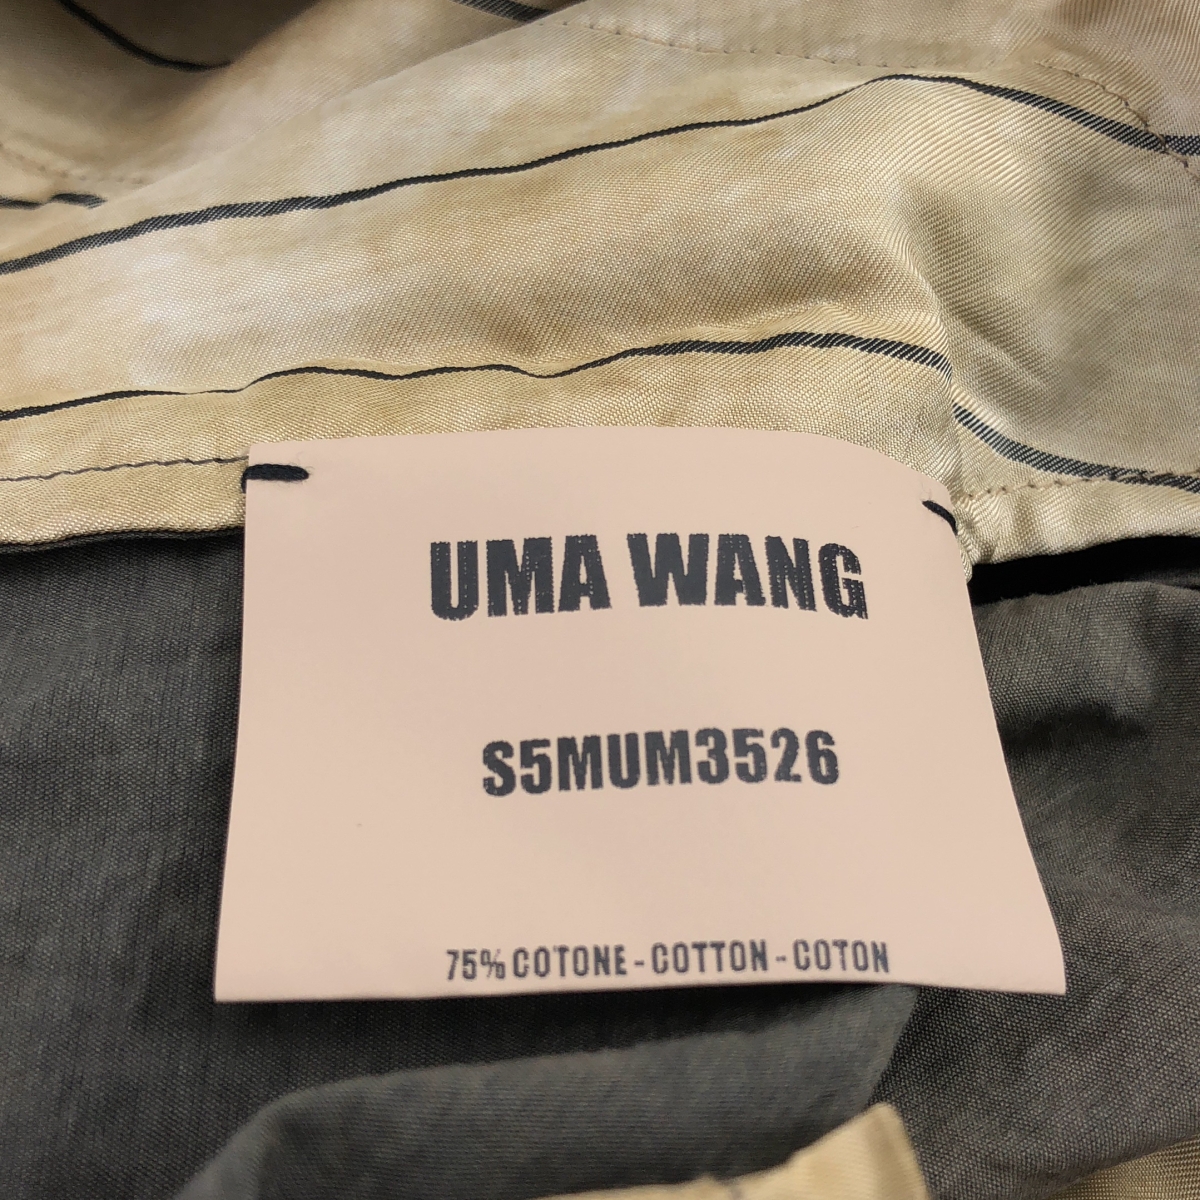 UMA WANG
S5MUM3526
75% COTONE - COTTON - COTON